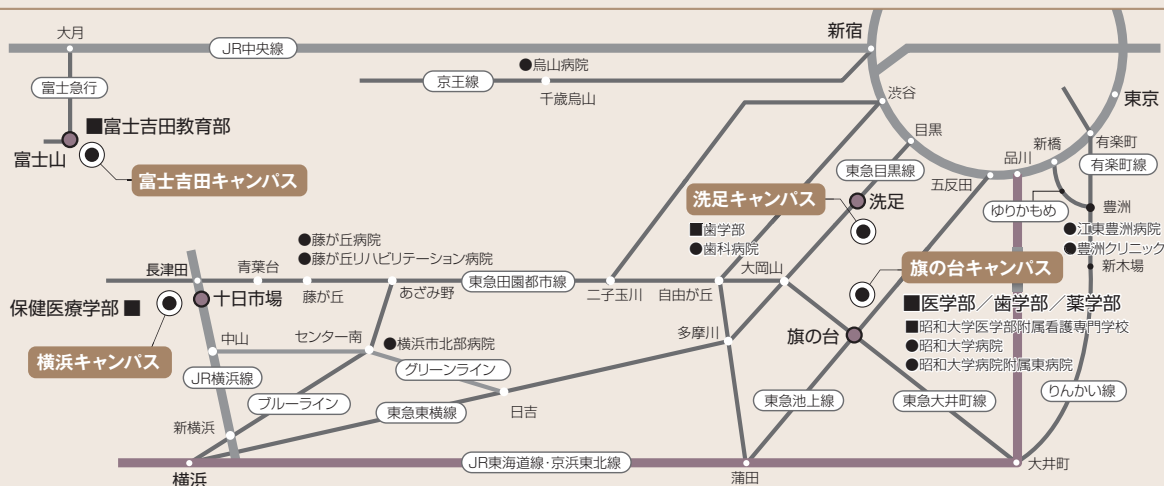 大月
新宿
JR中央線
●烏山病院
京王線
千歳烏山
富士急行
渋谷
東京
■富士吉田教育部
富士山
富士吉田キャンパス
目黒
新橋
有楽町
品川
有楽町線
五反田
東急目黒線
洗足キャンパス
洗足
■歯学部
●歯科病院
ゆりかもめ
豊洲
●江東豊洲病院
●豊洲クリニック
新木場
●藤が丘病院
●藤が丘リハビリテーション病院
長津田
青葉台
藤が丘
あざみ野
東急田園都市線
二子玉川
自由が丘
大岡山
旗の台キャンパス
■医学部／歯学部／薬学部
■昭和大学医学部附属看護専門学校
●昭和大学病院
●昭和大学病院附属東病院
保健医療学部■
十日市場
横浜キャンパス
中山
センター南
●横浜市北部病院
多摩川
旗の台
グリーンライン
JR横浜線
ブルーライン
東急東横線
日吉
東急池上線
東急大井町線
りんかい線
新横浜
横浜
JR東海道線・京浜東北線
蒲田
大井町